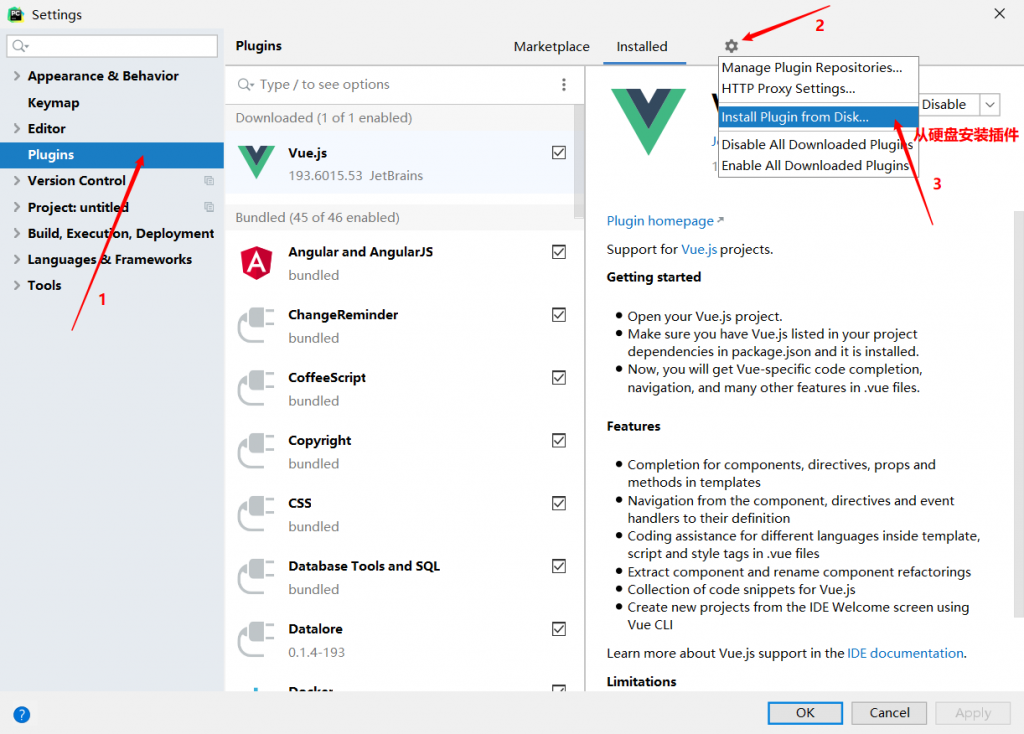 Settings
Plugins
Marketplace
Installed
2
Appearance & Behavior
Keymap
Editor
Plugins
Version Control
Project: untitled
Build, Execution, Deployment
Languages & Frameworks
Tools
1
Type / to see options
Downloaded (1 of 1 enabled)
Vue.js
193.6015.53 JetBrains
Bundled (45 of 46 enabled)
Angular and AngularJS
bundled
ChangeReminder
bundled
CoffeeScript
bundled
Copyright
bundled
CSS
bundled
Database Tools and SQL
bundled
Datalore
0.1.4-193
Docker
Manage Plugin Repositories...
HTTP Proxy Settings...
Install Plugin from Disk...
Disable All Downloaded Plugins
Enable All Downloaded Plugins
Disable
从硬盘安装插件
3
Plugin homepage
Support for Vue.js projects.
Getting started
Open your Vue.js project.
Make sure you have Vue.js listed in your project
dependencies in package.json and it is installed.
Now, you will get Vue-specific code completion,
navigation, and many other features in .vue files.
Features
Completion for components, directives, props and
methods in templates
Navigation from the component, directives and event
handlers to their definition
Coding assistance for different languages inside template,
script and style tags in .vue files
Extract component and rename component refactorings
Collection of code snippets for Vue.js
Create new projects from the IDE Welcome screen using
Vue CLI
Learn more about Vue.js support in the IDE documentation.
Limitations
?
OK
Cancel
Apply